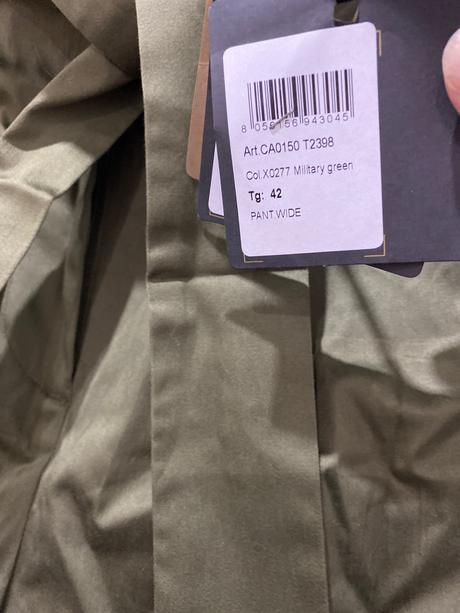 8 059156 943045
Art.CA0150 T2398
Col.X0277 Military green
Tg: 42
PANT.WIDE